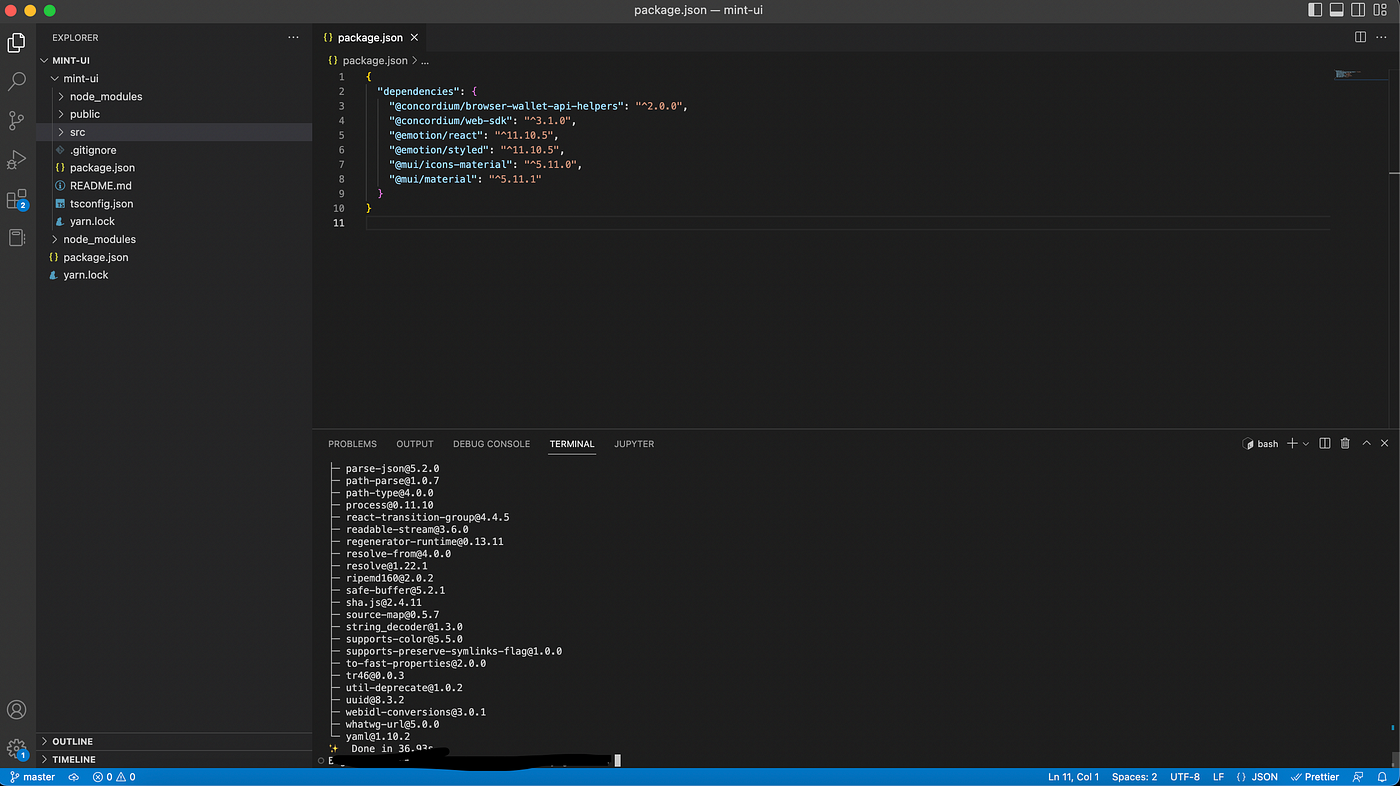 package.json — mint-ui
EXPLORER
MINT-UI
mint-ui
node_modules
public
src
.gitignore
package.json
README.md
tsconfig.json
yarn.lock
node_modules
package.json
yarn.lock
OUTLINE
TIMELINE
2
1
{} package.json
{} package.json > ...
1 {
2 "dependencies": {
3 "@concordium/browser-wallet-api-helpers": "^2.0.0",
4 "@concordium/web-sdk": "^3.1.0",
5 "@emotion/react": "^11.10.5",
6 "@emotion/styled": "^11.10.5",
7 "@mui/icons-material": "^5.11.0",
8 "@mui/material": "^5.11.1"
9 }
10 }
11
PROBLEMS OUTPUT DEBUG CONSOLE TERMINAL JUPYTER
bash
├─ parse-json@5.2.0
├─ path-parse@1.0.7
├─ path-type@4.0.0
├─ process@0.11.10
├─ react-transition-group@4.4.5
├─ readable-stream@3.6.0
├─ regenerator-runtime@0.13.11
├─ resolve-from@4.0.0
├─ resolve@1.22.1
├─ ripemd160@2.0.2
├─ safe-buffer@5.2.1
├─ sha.js@2.4.11
├─ source-map@0.5.7
├─ string_decoder@1.3.0
├─ supports-color@5.5.0
├─ supports-preserve-symlinks-flag@1.0.0
├─ to-fast-properties@2.0.0
├─ tr46@0.0.3
├─ util-deprecate@1.0.2
├─ uuid@8.3.2
├─ webidl-conversions@3.0.1
├─ whatwg-url@5.0.0
└─ yaml@1.10.2
✨ Done in 36.93s
master 0 0 Ln 11, Col 1 Spaces: 2 UTF-8 LF {} JSON Prettier